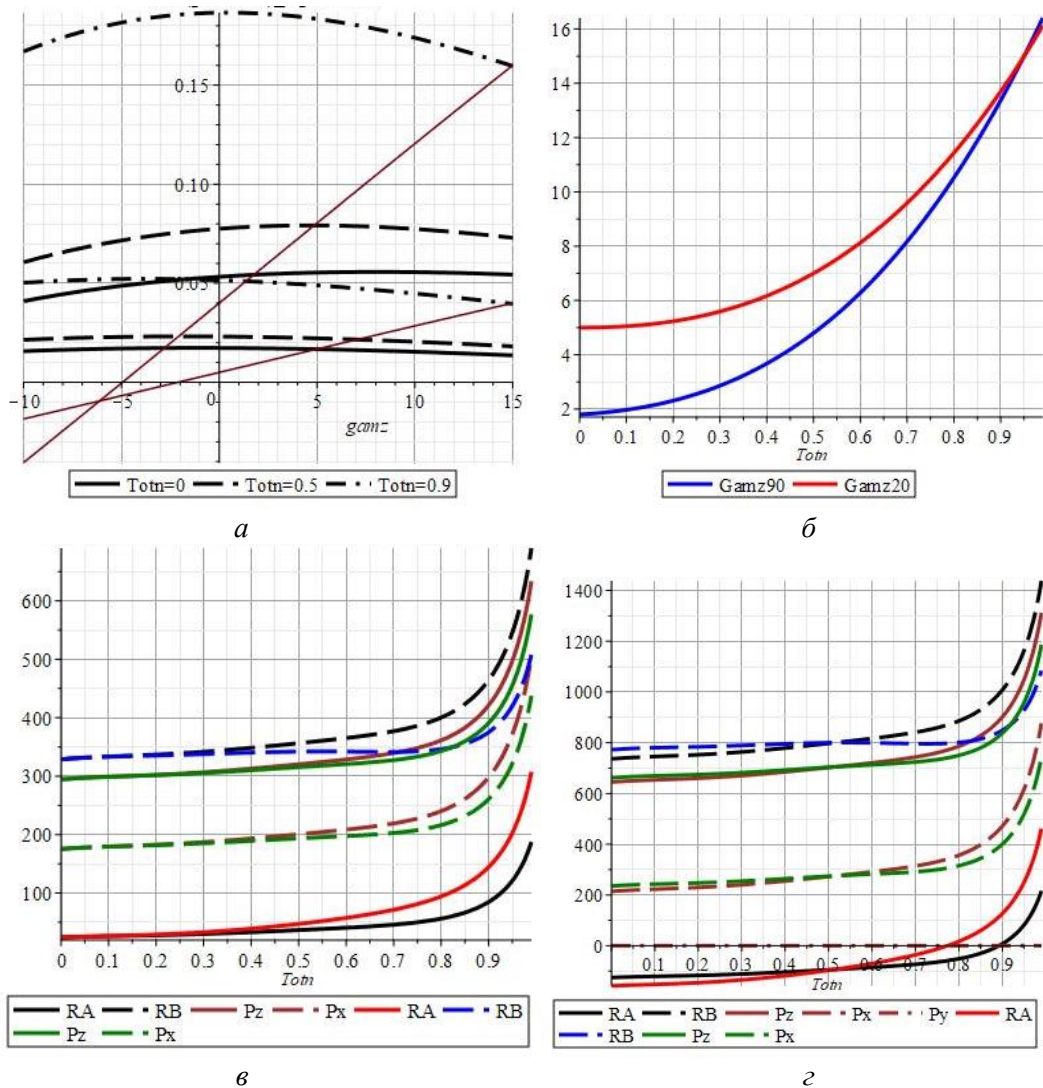 0.15
0.10
0.05
−10 −5 0 5 10 15
gamz
Totn=0 Totn=0.5 Totn=0.9
а
16
14
12
10
8
6
4
2
0 0.1 0.2 0.3 0.4 0.5 0.6 0.7 0.8 0.9
Totn
Gamz90 Gamz20
б
600
500
400
300
200
100
0 0.1 0.2 0.3 0.4 0.5 0.6 0.7 0.8 0.9
Totn
RA RB Pz Px RA RB
Pz Px
в
1400
1200
1000
800
600
400
200
0
0.1 0.2 0.3 0.4 0.5 0.6 0.7 0.8 0.9
Totn
RA RB Pz Px Py RA
RB Pz Px
г